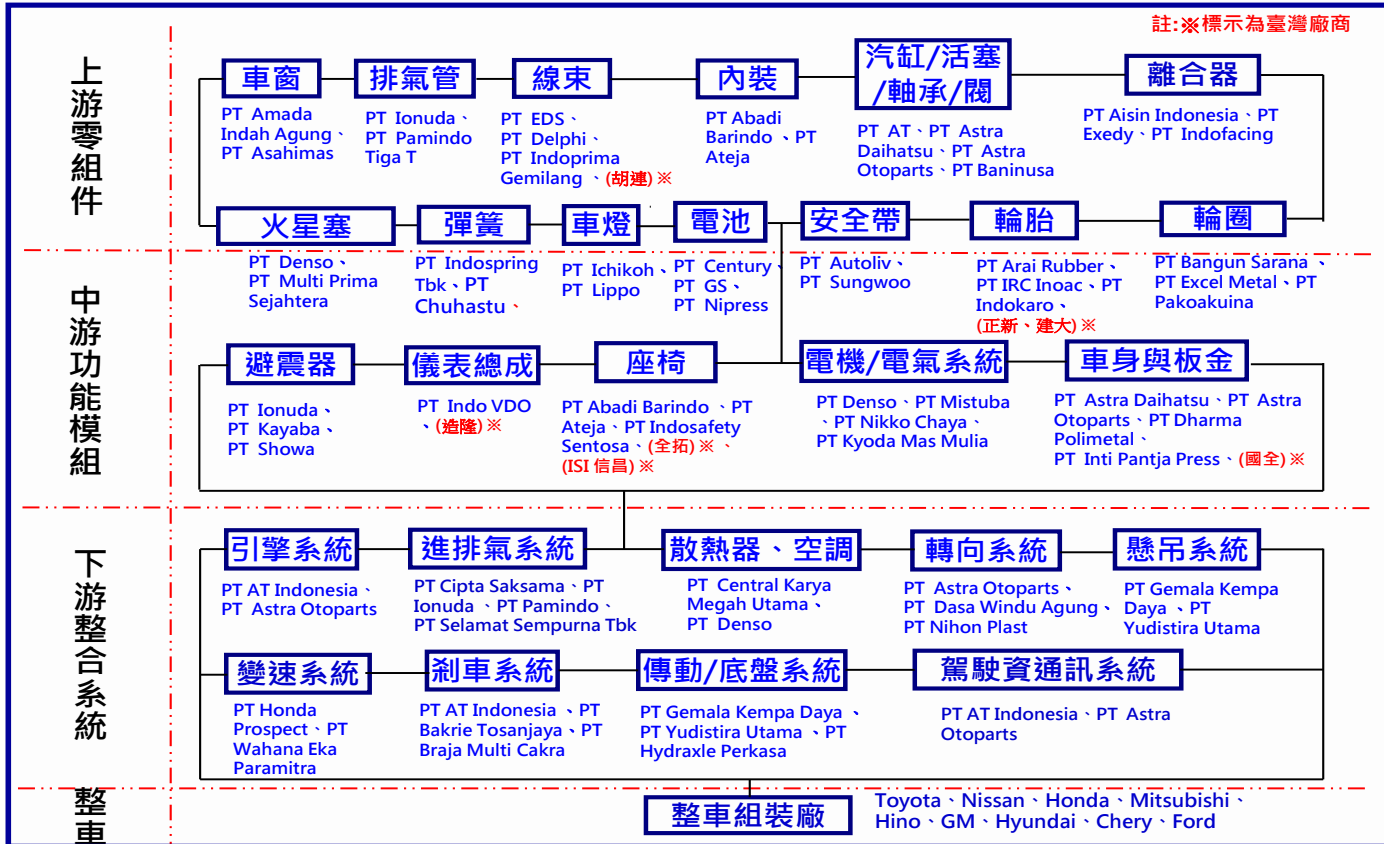 註:※標示為臺灣廠商
上游零組件
車窗
PT Amada
Indah Agung、
PT Asahimas
排氣管
PT Ionuda、
PT Pamindo
Tiga T
線束
PT EDS、
PT Delphi、
PT Indoprima
Gemilang 、(胡連)※
內裝
PT Abadi
Barindo 、PT
Ateja
汽缸/活塞
/軸承/閥
PT AT、PT Astra
Daihatsu、PT Astra
Otoparts、PT Baninusa
離合器
PT Aisin Indonesia、PT
Exedy、PT Indofacing
火星塞
PT Denso、
PT Multi Prima
Sejahtera
彈簧
PT Indospring
Tbk、PT
Chuhastu、
車燈
PT Ichikoh、
PT Lippo
電池
PT Century、
PT GS、
PT Nipress
安全帶
PT Autoliv、
PT Sungwoo
輪胎
PT Arai Rubber、
PT IRC Inoac、PT
Indokaro、
(正新、建大)※
輪圈
PT Bangun Sarana、
PT Excel Metal、PT
Pakoakuina
中游功能模組
避震器
PT Ionuda、
PT Kayaba、
PT Showa
儀表總成
PT Indo VDO
、(造隆)※
座椅
PT Abadi Barindo 、PT
Ateja、PT Indosafety
Sentosa、(全拓)※、
(ISI 信昌)※
電機/電氣系統
PT Denso、PT Mistuba
、PT Nikko Chaya、
PT Kyoda Mas Mulia
車身與板金
PT Astra Daihatsu、PT Astra
Otoparts、PT Dharma
Polimetal、
PT Inti Pantja Press、(國全)※
下游整合系統
引擎系統
PT AT Indonesia、
PT Astra Otoparts
進排氣系統
PT Cipta Saksama、PT
Ionuda 、PT Pamindo、
PT Selamat Sempurna Tbk
散熱器、空調
PT Central Karya
Megah Utama、
PT Denso
轉向系統
PT Astra Otoparts、
PT Dasa Windu Agung、
PT Nihon Plast
懸吊系統
PT Gemala Kempa
Daya 、PT
Yudistira Utama
變速系統
PT Honda
Prospect、PT
Wahana Eka
Paramitra
剎車系統
PT AT Indonesia 、PT
Bakrie Tosanjaya、PT
Braja Multi Cakra
傳動/底盤系統
PT Gemala Kempa Daya 、
PT Yudistira Utama 、PT
Hydraxle Perkasa
駕駛資通訊系統
PT AT Indonesia、PT Astra
Otoparts
整車
整車組裝廠
Toyota、Nissan、Honda、Mitsubishi、
Hino、GM、Hyundai、Chery、Ford